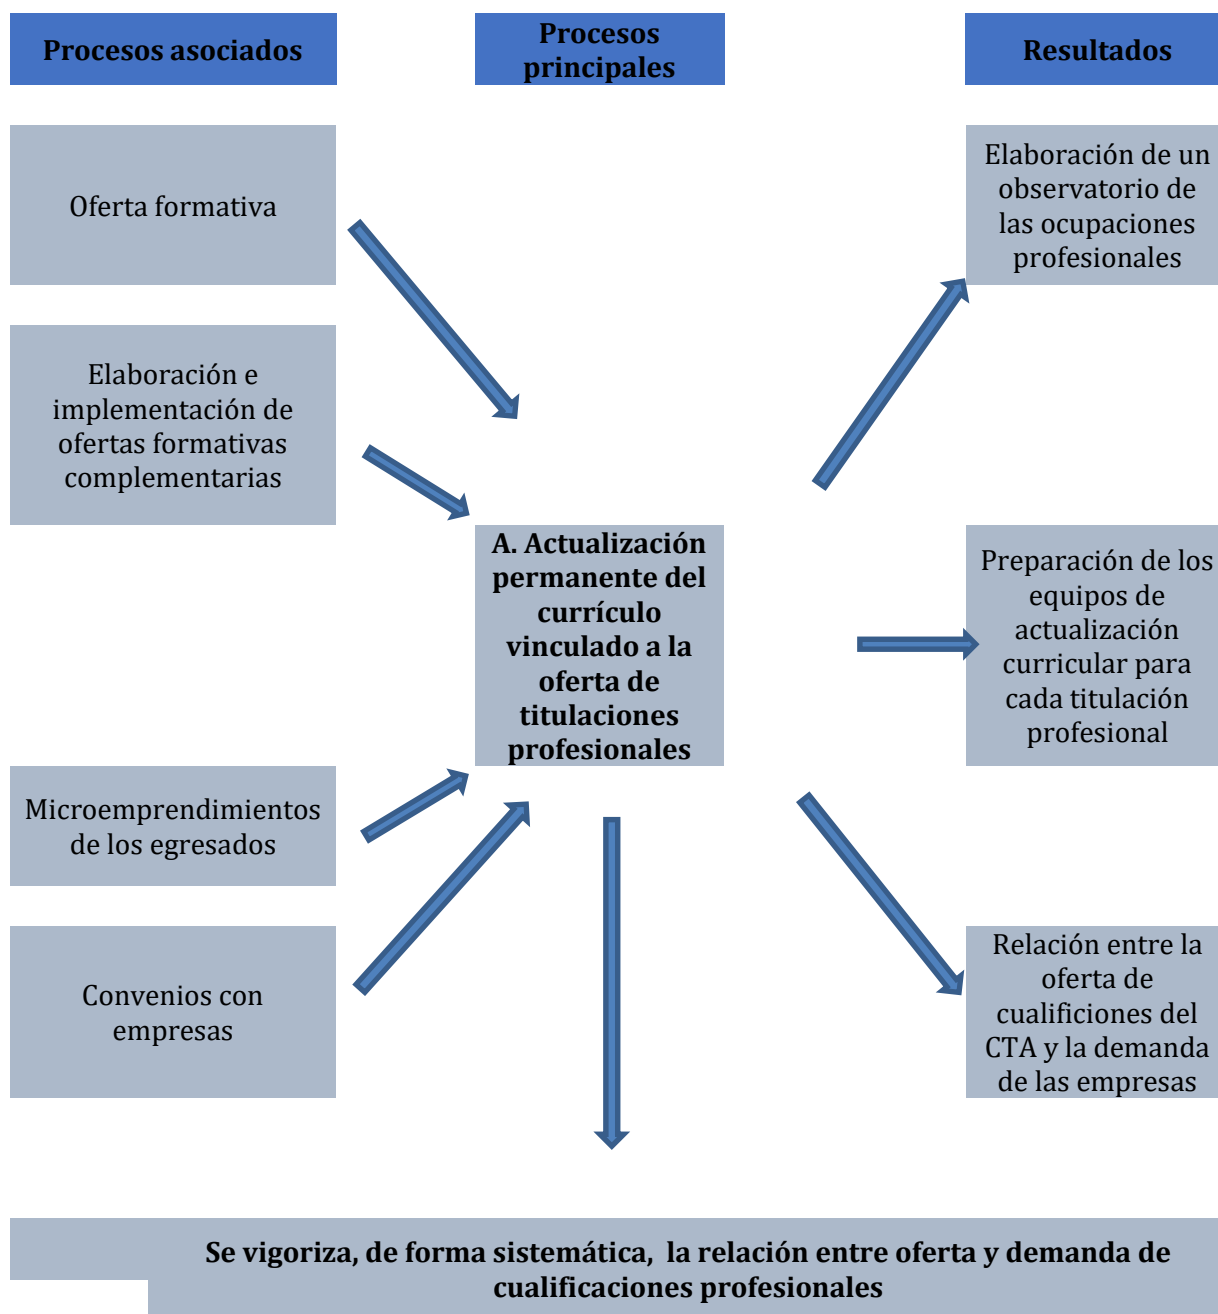 Procesos asociados
Procesos
principales
Resultados
Oferta formativa
Elaboración de un
observatorio de
las ocupaciones
profesionales
Elaboración e
implementación de
ofertas formativas
complementarias
A. Actualización
permanente del
currículo
vinculado a la
oferta de
titulaciones
profesionales
Preparación de los
equipos de
actualización
curricular para
cada titulación
profesional
Microemprendimientos
de los egresados
Convenios con
empresas
Relación entre la
oferta de
cualificiones del
CTA y la demanda
de las empresas
Se vigoriza, de forma sistemática, la relación entre oferta y demanda de
cualificaciones profesionales